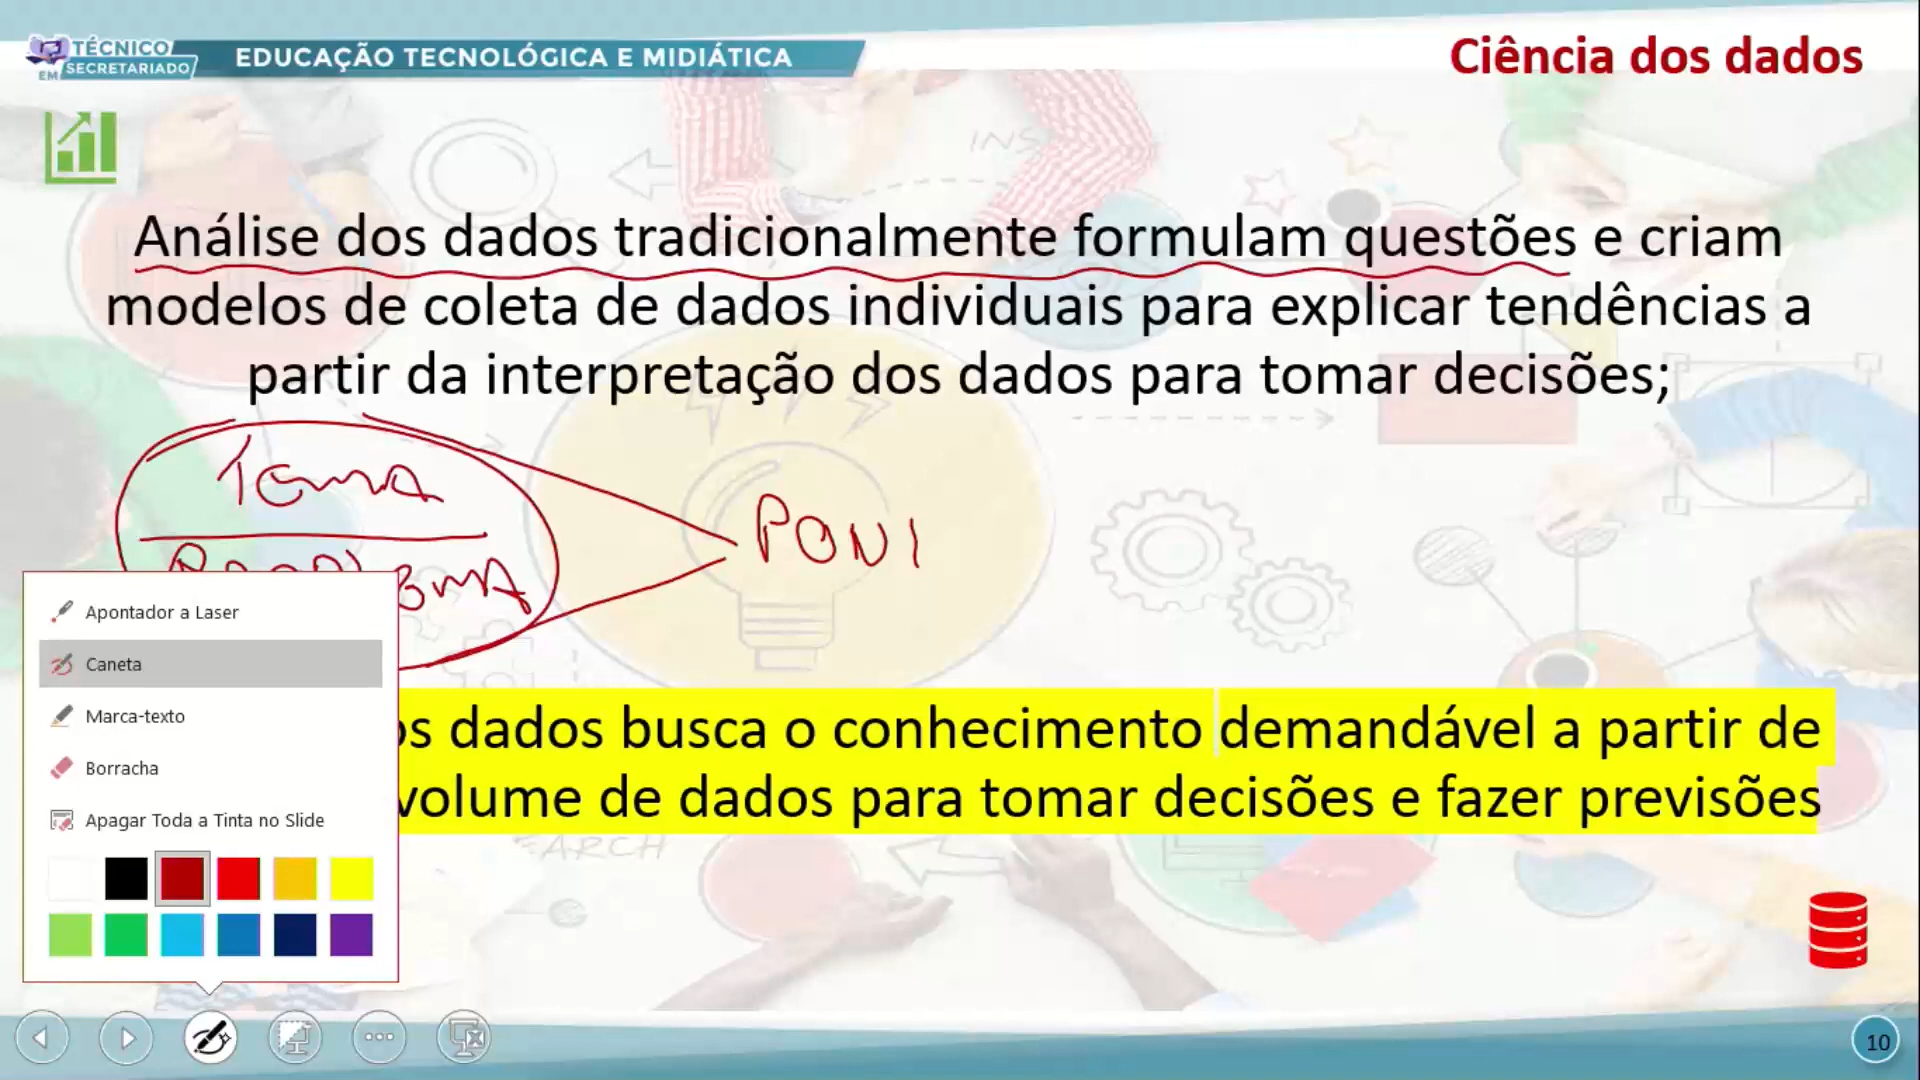 TÉCNICO
EM SECRETARIADO
EDUCAÇÃO TECNOLÓGICA E MIDIÁTICA
Ciência dos dados
INS
Análise dos dados tradicionalmente formulam questões e criam
modelos de coleta de dados individuais para explicar tendências a
partir da interpretação dos dados para tomar decisões;
Tema
PONI
Apontador a Laser
Caneta
Marca-texto
Borracha
Apagar Toda a Tinta no Slide
os dados busca o conhecimento demandável a partir de
volume de dados para tomar decisões e fazer previsões
EARCH
10